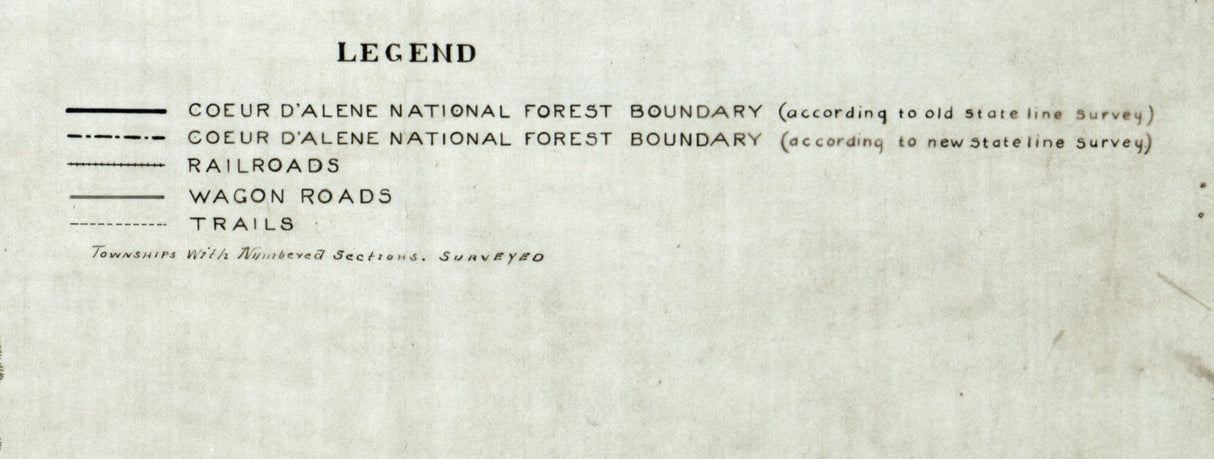 LEGEND
COEUR D'ALENE NATIONAL FOREST BOUNDARY (according to old state line survey)
COEUR D'ALENE NATIONAL FOREST BOUNDARY (according to new state line survey)
RAILROADS
WAGON ROADS
TRAILS
Townships With Numbered Sections. SURVEYED